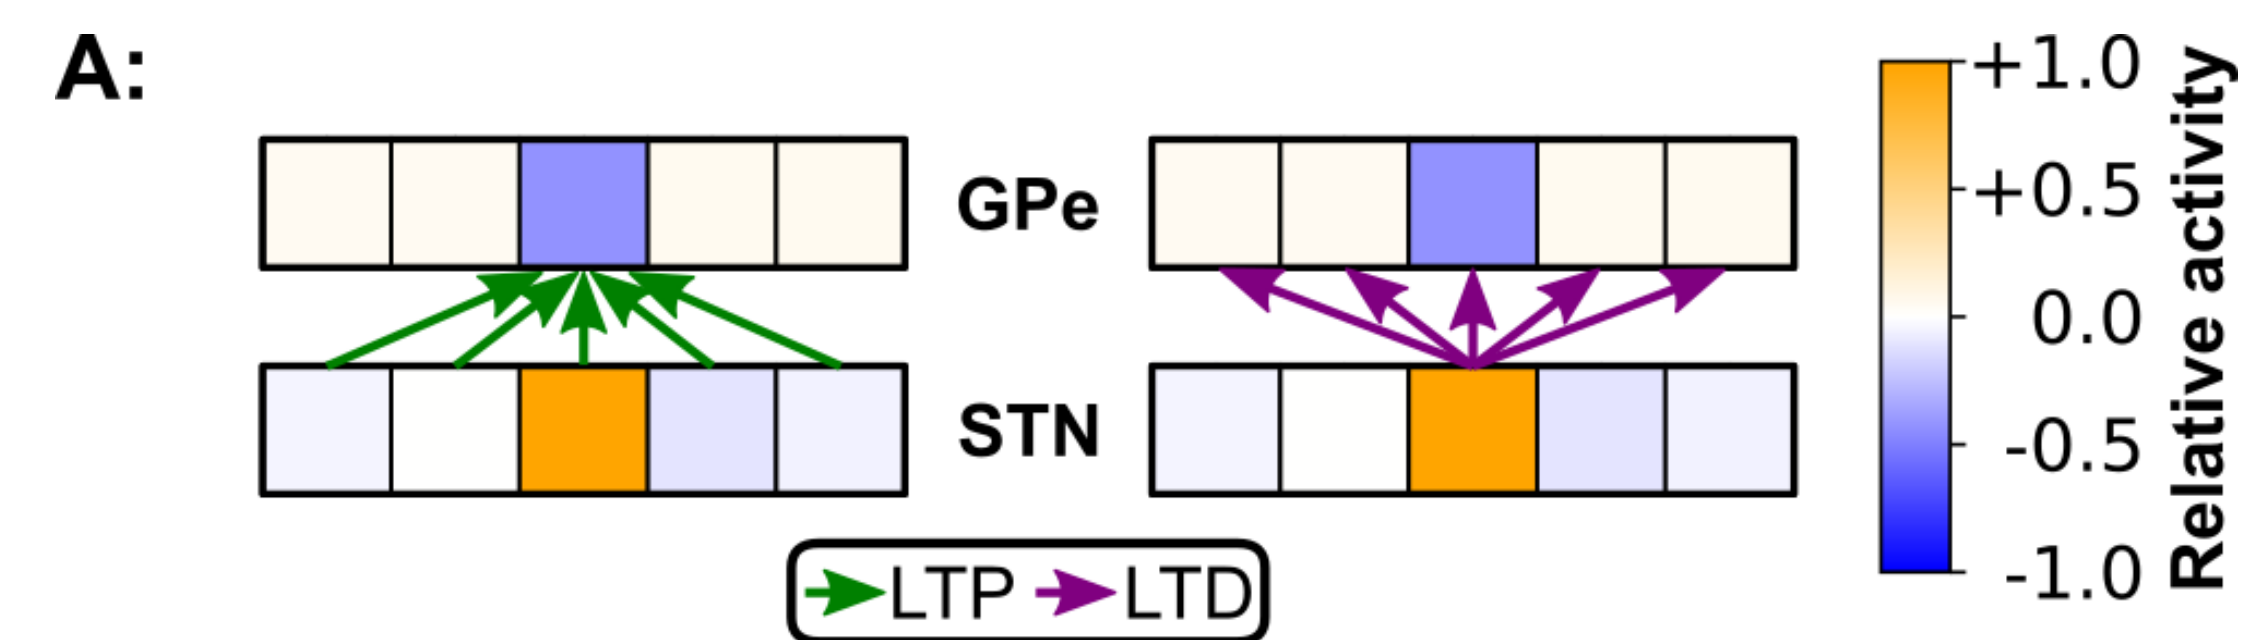 A:
GPe
STN
LTP LTD
+1.0
+0.5
0.0
-0.5
-1.0
Relative activity